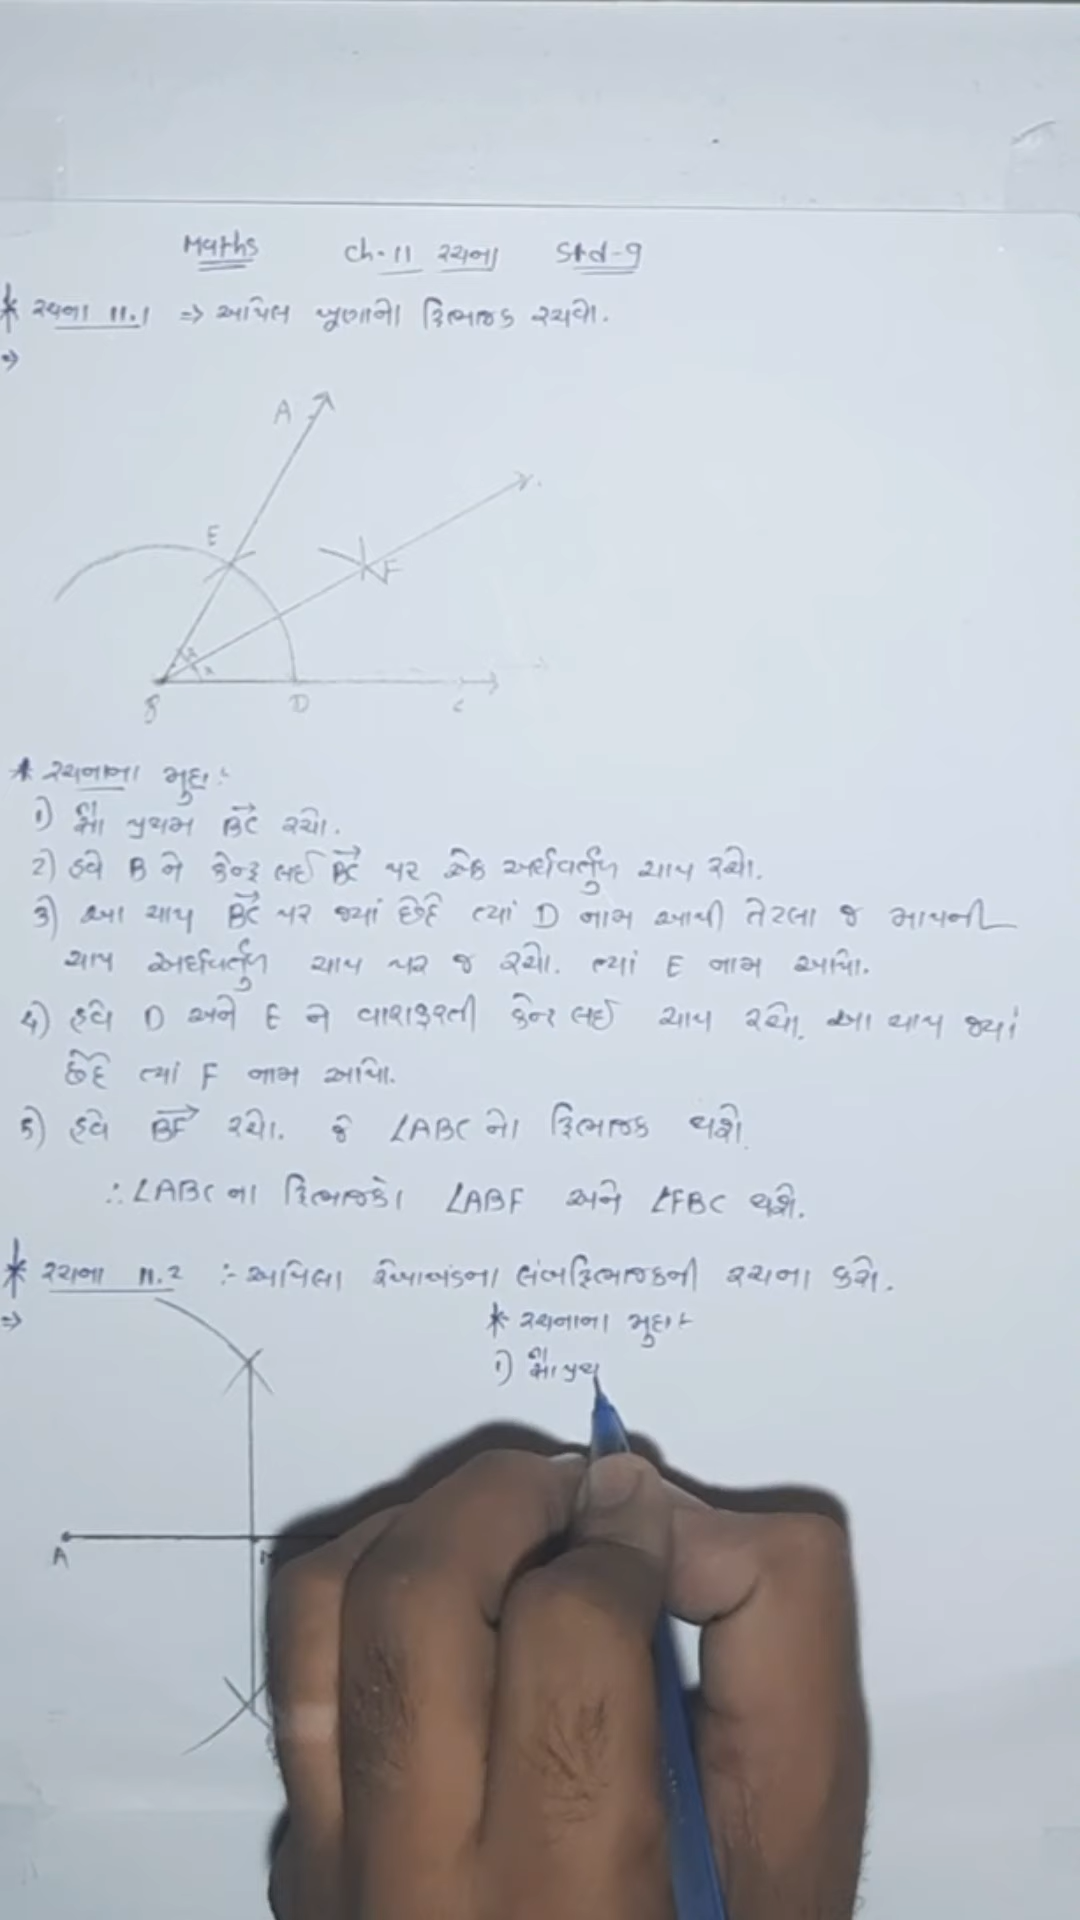 Maths ch-11 રચના Std-9
* રચના 11.1 => આપેલ ખૂણાનો દ્વિભાજક રચવો.
=>
A
E
F
B D C
* રચનાના મુદ્દા :-
1) સૌ પ્રથમ BC રચો.
2) હવે B ને કેન્દ્ર લઈ BC પર એક અર્ધવર્તુળ ચાપ રચો.
3) આ ચાપ BC પર જ્યાં છેદે ત્યાં D નામ આપી તેટલા જ માપની
ચાપ અર્ધવર્તુળ ચાપ પર જ રચો. ત્યાં E નામ આપો.
4) હવે D અને E ને વારાફરતી કેન્દ્ર લઈ ચાપ રચો. આ ચાપ જ્યાં
છેદે ત્યાં F નામ આપો.
5) હવે BF રચો. જે ∠ABC નો દ્વિભાજક થશે.
∴ ∠ABC ના દ્વિભાજકો ∠ABF અને ∠FBC થશે.
* રચના 11.2 :- આપેલા રેખાખંડના લંબદ્વિભાજકની રચના કરો.
=> * રચનાના મુદ્દા :-
1) સૌ પ્રથ
A M